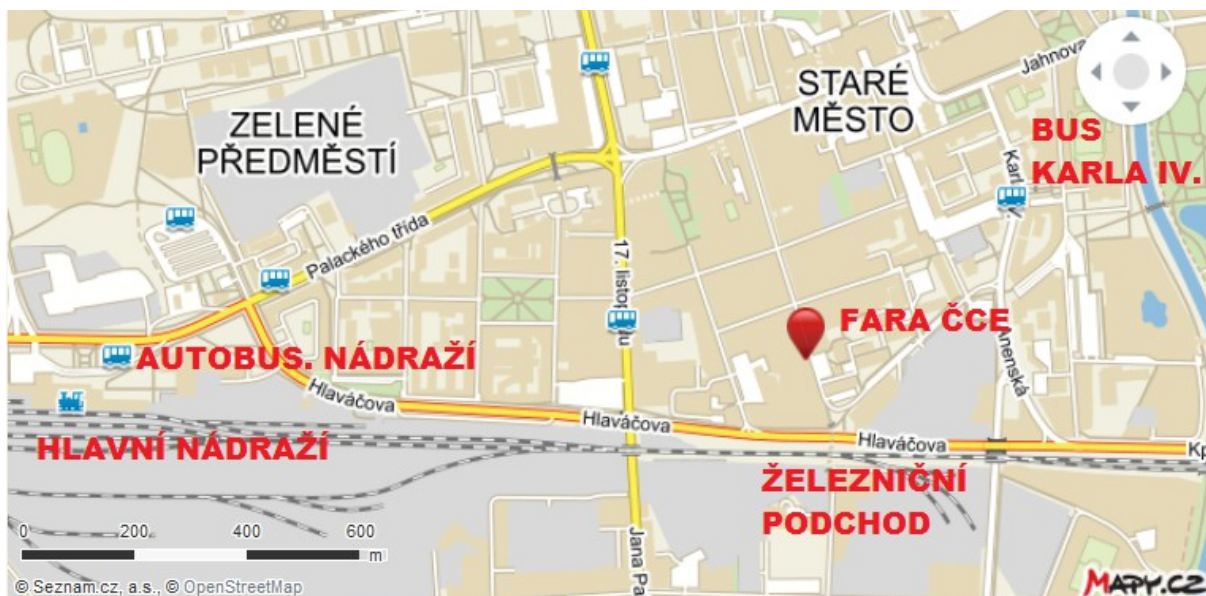 STARÉ
MĚSTO
Jahnova
ZELENÉ
PŘEDMĚSTÍ
BUS
KARLA IV.
Palackého třída
17.
FARA ČCE
AUTOBUS. NÁDRAŽÍ
Anenská
Hlaváčova
Hlaváčova
Hlaváčova
HLAVNÍ NÁDRAŽÍ
ŽELEZNIČNÍ
PODCHOD
0 200 400 600
m
Jana Pa
© Seznam.cz, a.s., © OpenStreetMap
MAPY.CZ